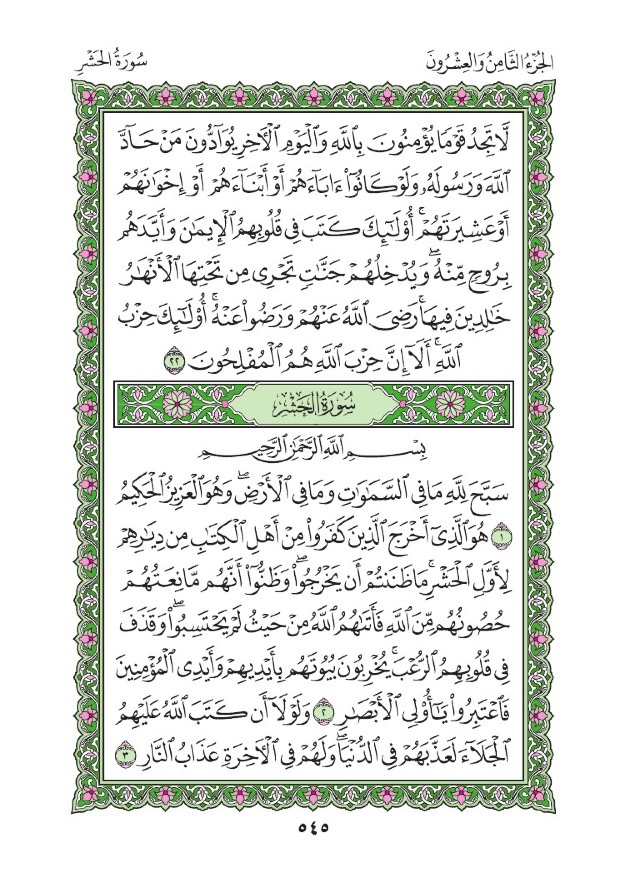 الجُزْءُ الثَّامِنُ وَالعِشْرُونَ
سُورَةُ الحَشْرِ
لَّا تَجِدُ قَوْمًا يُؤْمِنُونَ بِٱللَّهِ وَٱلْيَوْمِ ٱلْأٓخِرِ يُوَآدُّونَ مَنْ حَآدَّ
ٱللَّهَ وَرَسُولَهُۥ وَلَوْ كَانُوٓا۟ ءَابَآءَهُمْ أَوْ أَبْنَآءَهُمْ أَوْ إِخْوَٰنَهُمْ
أَوْ عَشِيرَتَهُمْ ۚ أُو۟لَٰٓئِكَ كَتَبَ فِى قُلُوبِهِمُ ٱلْإِيمَٰنَ وَأَيَّدَهُم
بِرُوحٍ مِّنْهُ ۖ وَيُدْخِلُهُمْ جَنَّٰتٍ تَجْرِى مِن تَحْتِهَا ٱلْأَنْهَٰرُ
خَٰلِدِينَ فِيهَا ۚ رَضِىَ ٱللَّهُ عَنْهُمْ وَرَضُوا۟ عَنْهُ ۚ أُو۟لَٰٓئِكَ حِزْبُ
ٱللَّهِ ۚ أَلَآ إِنَّ حِزْبَ ٱللَّهِ هُمُ ٱلْمُفْلِحُونَ ٢٢
سُورَةُ الحَشْرِ
بِسْمِ ٱللَّهِ ٱلرَّحْمَٰنِ ٱلرَّحِيمِ
سَبَّحَ لِلَّهِ مَا فِى ٱلسَّمَٰوَٰتِ وَمَا فِى ٱلْأَرْضِ ۖ وَهُوَ ٱلْعَزِيزُ ٱلْحَكِيمُ
١ هُوَ ٱلَّذِىٓ أَخْرَجَ ٱلَّذِينَ كَفَرُوا۟ مِنْ أَهْلِ ٱلْكِتَٰبِ مِن دِيَٰرِهِمْ
لِأَوَّلِ ٱلْحَشْرِ ۚ مَا ظَنَنتُمْ أَن يَخْرُجُوا۟ ۖ وَظَنُّوٓا۟ أَنَّهُم مَّانِعَتُهُمْ
حُصُونُهُم مِّنَ ٱللَّهِ فَأَتَىٰهُمُ ٱللَّهُ مِنْ حَيْثُ لَمْ يَحْتَسِبُوا۟ ۖ وَقَذَفَ
فِى قُلُوبِهِمُ ٱلرُّعْبَ ۚ يُخْرِبُونَ بُيُوتَهُم بِأَيْدِيهِمْ وَأَيْدِى ٱلْمُؤْمِنِينَ
فَٱعْتَبِرُوا۟ يَٰٓأُو۟لِى ٱلْأَبْصَٰرِ ٢ وَلَوْلَآ أَن كَتَبَ ٱللَّهُ عَلَيْهِمُ
ٱلْجَلَآءَ لَعَذَّبَهُمْ فِى ٱلدُّنْيَا ۖ وَلَهُمْ فِى ٱلْأٓخِرَةِ عَذَابُ ٱلنَّارِ ٣
٥٤٥